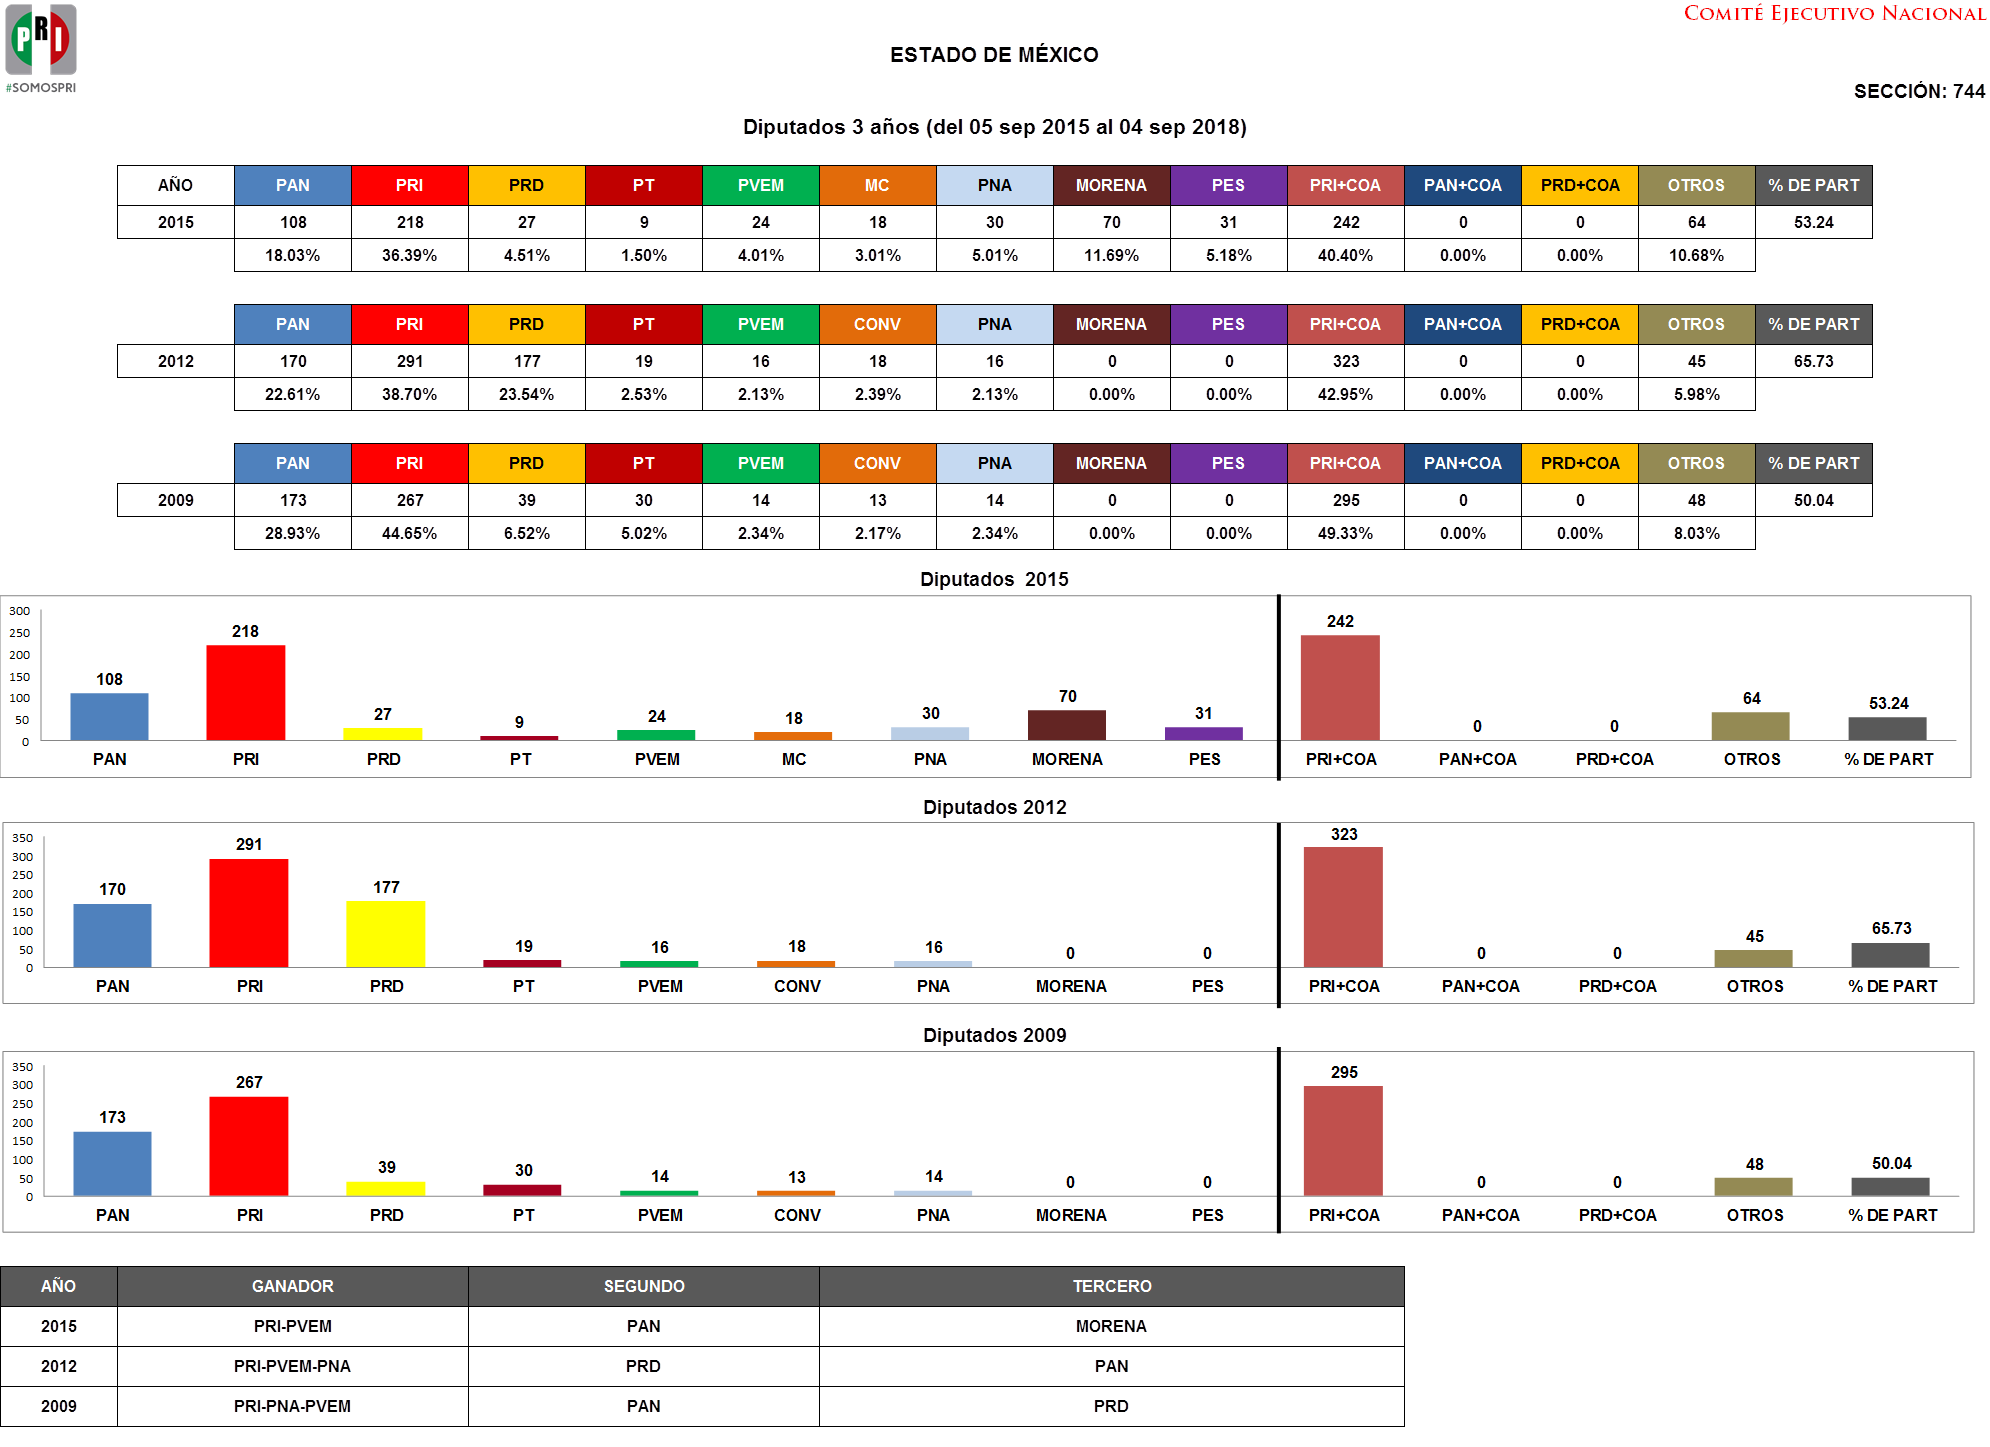 PRI
#SOMOSPRI
COMITÉ EJECUTIVO NACIONAL
ESTADO DE MÉXICO
SECCIÓN: 744
Diputados 3 años (del 05 sep 2015 al 04 sep 2018)
AÑO PAN PRI PRD PT PVEM MC PNA MORENA PES PRI+COA PAN+COA PRD+COA OTROS % DE PART
2015 108 218 27 9 24 18 30 70 31 242 0 0 64 53.24
18.03% 36.39% 4.51% 1.50% 4.01% 3.01% 5.01% 11.69% 5.18% 40.40% 0.00% 0.00% 10.68%
PAN PRI PRD PT PVEM CONV PNA MORENA PES PRI+COA PAN+COA PRD+COA OTROS % DE PART
2012 170 291 177 19 16 18 16 0 0 323 0 0 45 65.73
22.61% 38.70% 23.54% 2.53% 2.13% 2.39% 2.13% 0.00% 0.00% 42.95% 0.00% 0.00% 5.98%
PAN PRI PRD PT PVEM CONV PNA MORENA PES PRI+COA PAN+COA PRD+COA OTROS % DE PART
2009 173 267 39 30 14 13 14 0 0 295 0 0 48 50.04
28.93% 44.65% 6.52% 5.02% 2.34% 2.17% 2.34% 0.00% 0.00% 49.33% 0.00% 0.00% 8.03%
Diputados 2015
300
250
200
150
100
50
0
108 218 27 9 24 18 30 70 31 242 0 0 64 53.24
PAN PRI PRD PT PVEM MC PNA MORENA PES PRI+COA PAN+COA PRD+COA OTROS % DE PART
Diputados 2012
350
300
250
200
150
100
50
0
170 291 177 19 16 18 16 0 0 323 0 0 45 65.73
PAN PRI PRD PT PVEM CONV PNA MORENA PES PRI+COA PAN+COA PRD+COA OTROS % DE PART
Diputados 2009
350
300
250
200
150
100
50
0
173 267 39 30 14 13 14 0 0 295 0 0 48 50.04
PAN PRI PRD PT PVEM CONV PNA MORENA PES PRI+COA PAN+COA PRD+COA OTROS % DE PART
AÑO GANADOR SEGUNDO TERCERO
2015 PRI-PVEM PAN MORENA
2012 PRI-PVEM-PNA PRD PAN
2009 PRI-PNA-PVEM PAN PRD